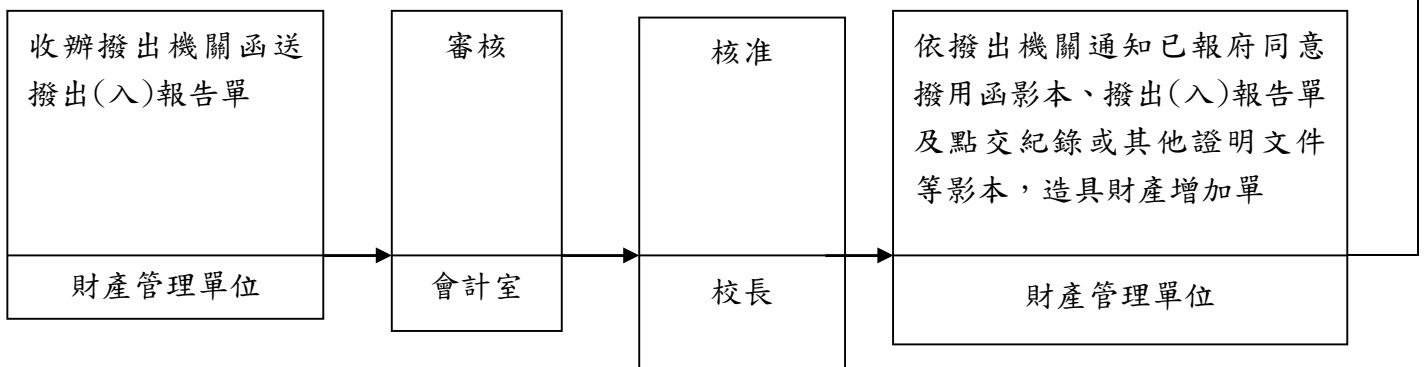 收辦撥出機關函送
撥出(入)報告單
財產管理單位
審核
會計室
核准
校長
依撥出機關通知已報府同意
撥用函影本、撥出(入)報告單
及點交紀錄或其他證明文件
等影本，造具財產增加單
財產管理單位